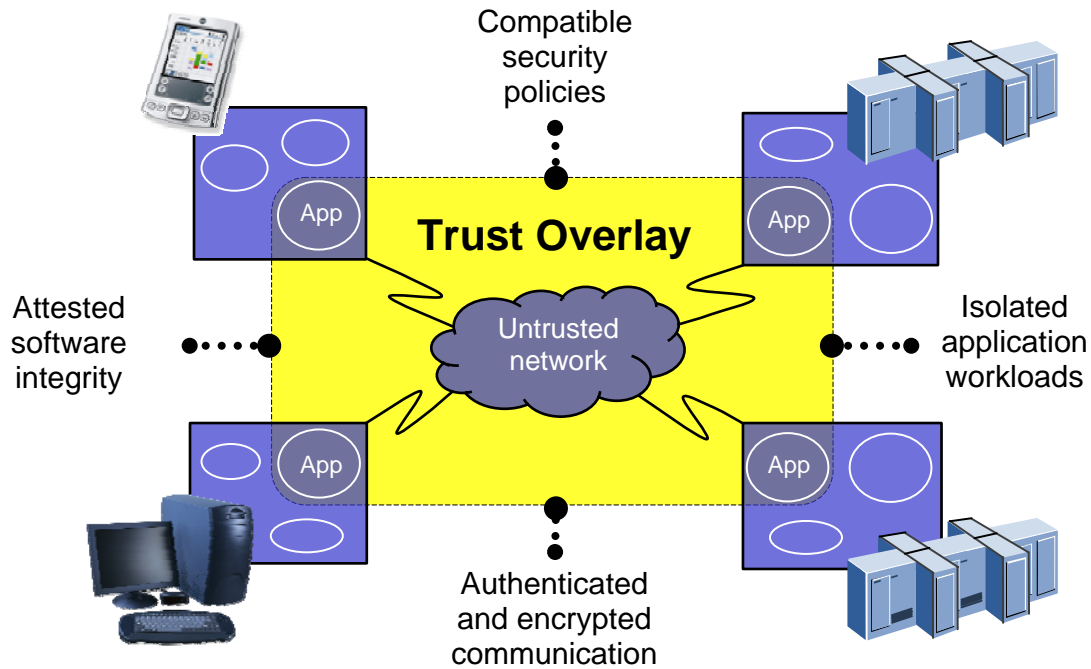 Compatible
security
policies
App
App
Trust Overlay
Attested
software
integrity
Untrusted
network
Isolated
application
workloads
App
App
Authenticated
and encrypted
communication